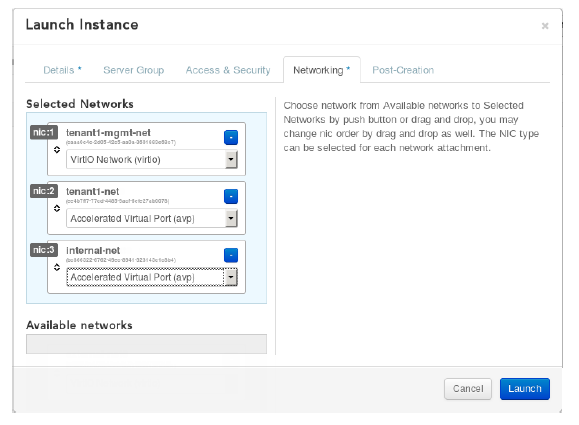 Launch Instance
×
Details *
Server Group
Access & Security
Networking *
Post-Creation
Selected Networks
nic:1
tenant1-mgmt-net
VirtIO Network (virtio)
nic:2
tenant1-net
Accelerated Virtual Port (avp)
nic:3
internal-net
Accelerated Virtual Port (avp)
Available networks
Choose network from Available networks to Selected
Networks by push button or drag and drop, you may
change nic order by drag and drop as well. The NIC type
can be selected for each network attachment.
Cancel
Launch